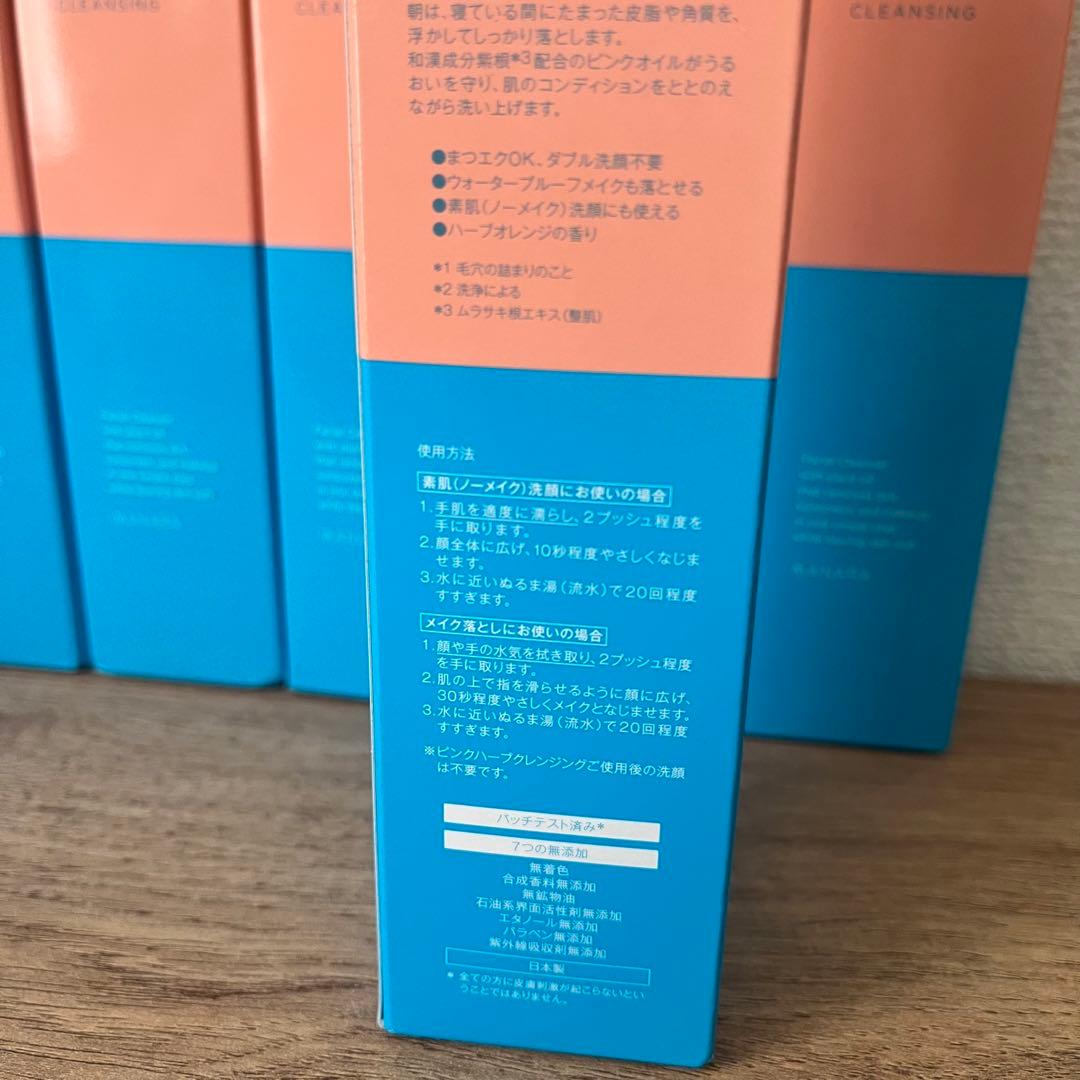 CLEANSING
CLEANSING
朝は、寝ている間にたまった皮脂や角質を、
浮かしてしっかり落とします。
和漢成分紫根*3配合のピンクオイルがうる
おいを守り、肌のコンディションをととのえ
ながら洗い上げます。
●まつエクOK、ダブル洗顔不要
●ウォータープルーフメイクも落とせる
●素肌(ノーメイク)洗顔にも使える
●ハーブオレンジの香り
*1 毛穴の詰まりのこと
*2 洗浄による
*3 ムラサキ根エキス(整肌)
使用方法
素肌(ノーメイク)洗顔にお使いの場合
1.手肌を適度に濡らし、2プッシュ程度を
手に取ります。
2.顔全体に広げ、10秒程度やさしくなじま
せます。
3.水に近いぬるま湯(流水)で20回程度
すすぎます。
メイク落としにお使いの場合
1.顔や手の水気を拭き取り、2プッシュ程度
を手に取ります。
2.肌の上で指を滑らせるように顔に広げ、
30秒程度やさしくメイクとなじませます。
3.水に近いぬるま湯(流水)で20回程度
すすぎます。
※ピンクハーブクレンジングご使用後の洗顔
は不要です。
パッチテスト済み*
7つの無添加
無着色
合成香料無添加
無鉱物油
石油系界面活性剤無添加
エタノール無添加
パラベン無添加
紫外線吸収剤無添加
日本製
* 全ての方に皮膚刺激が起こらないとい
うことではありません。